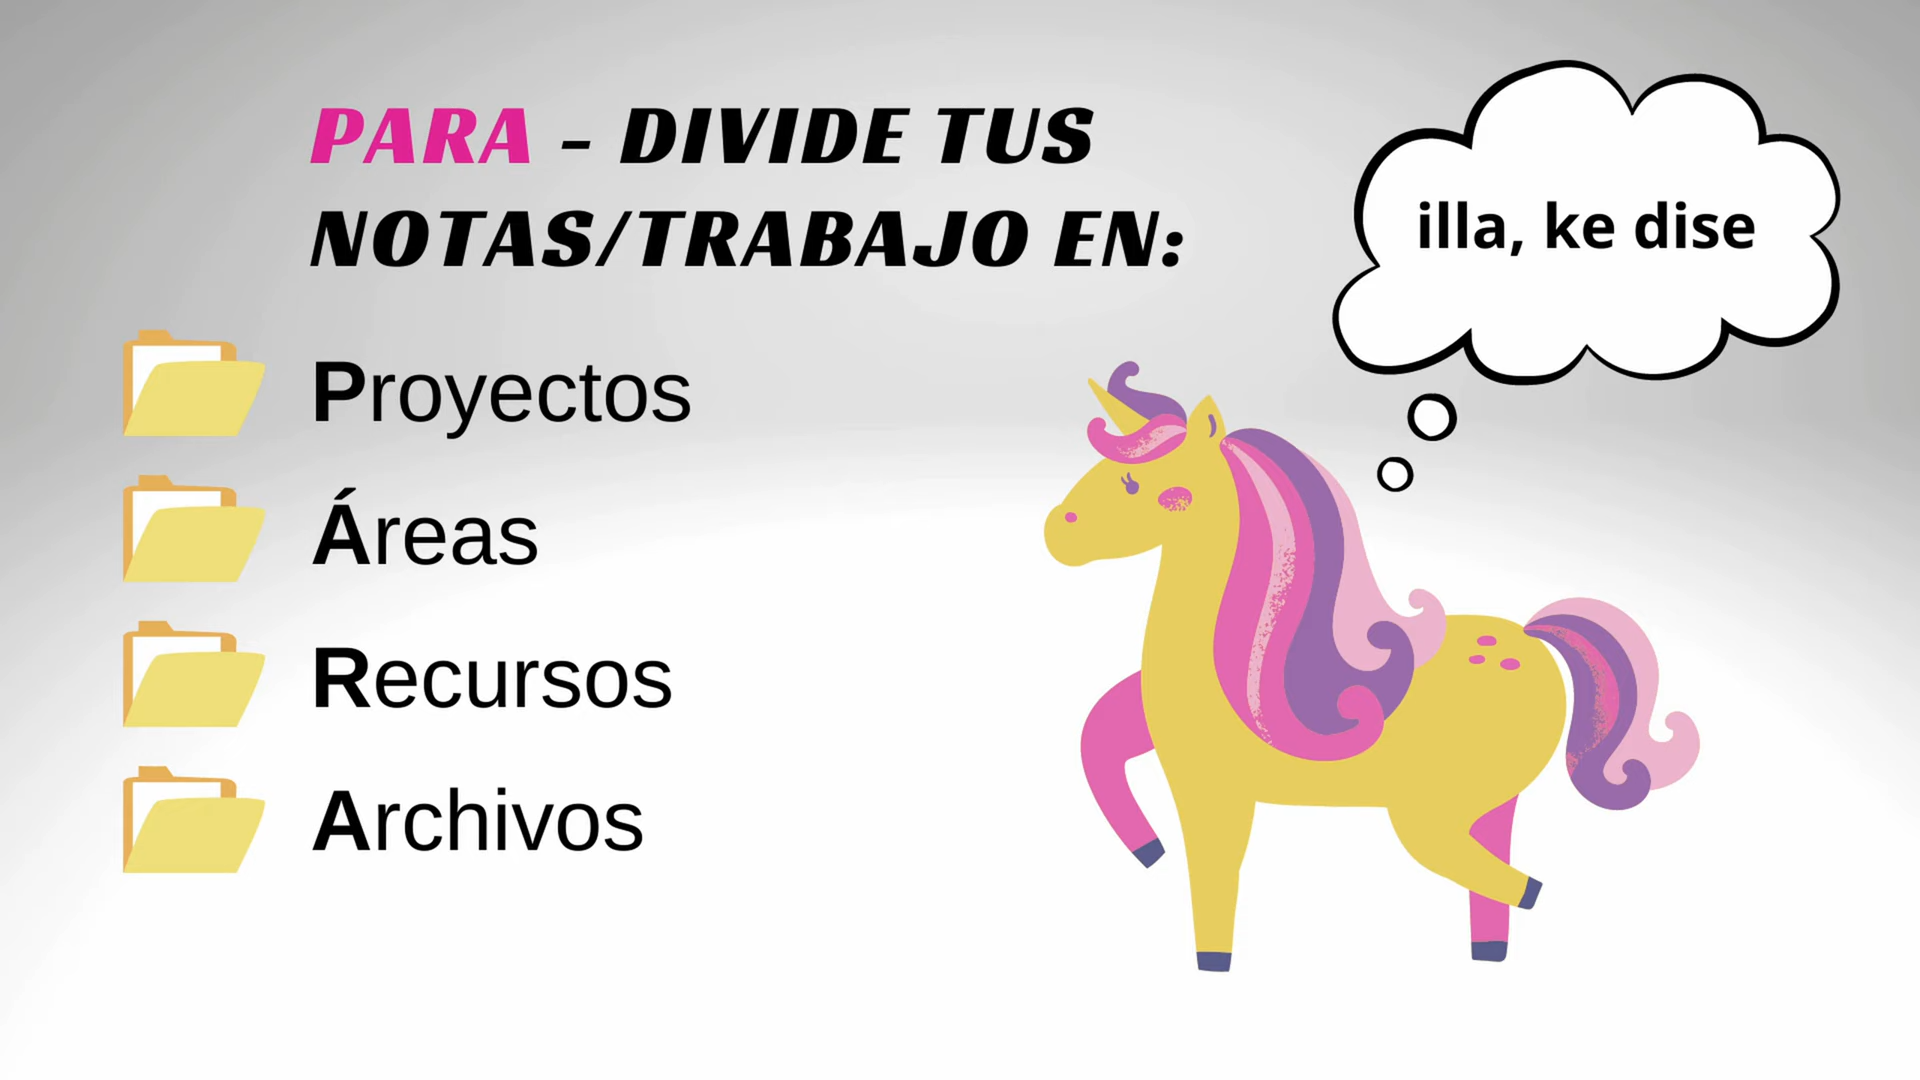 PARA - DIVIDE TUS
NOTAS/TRABAJO EN:
illa, ke dise
Proyectos
Áreas
Recursos
Archivos